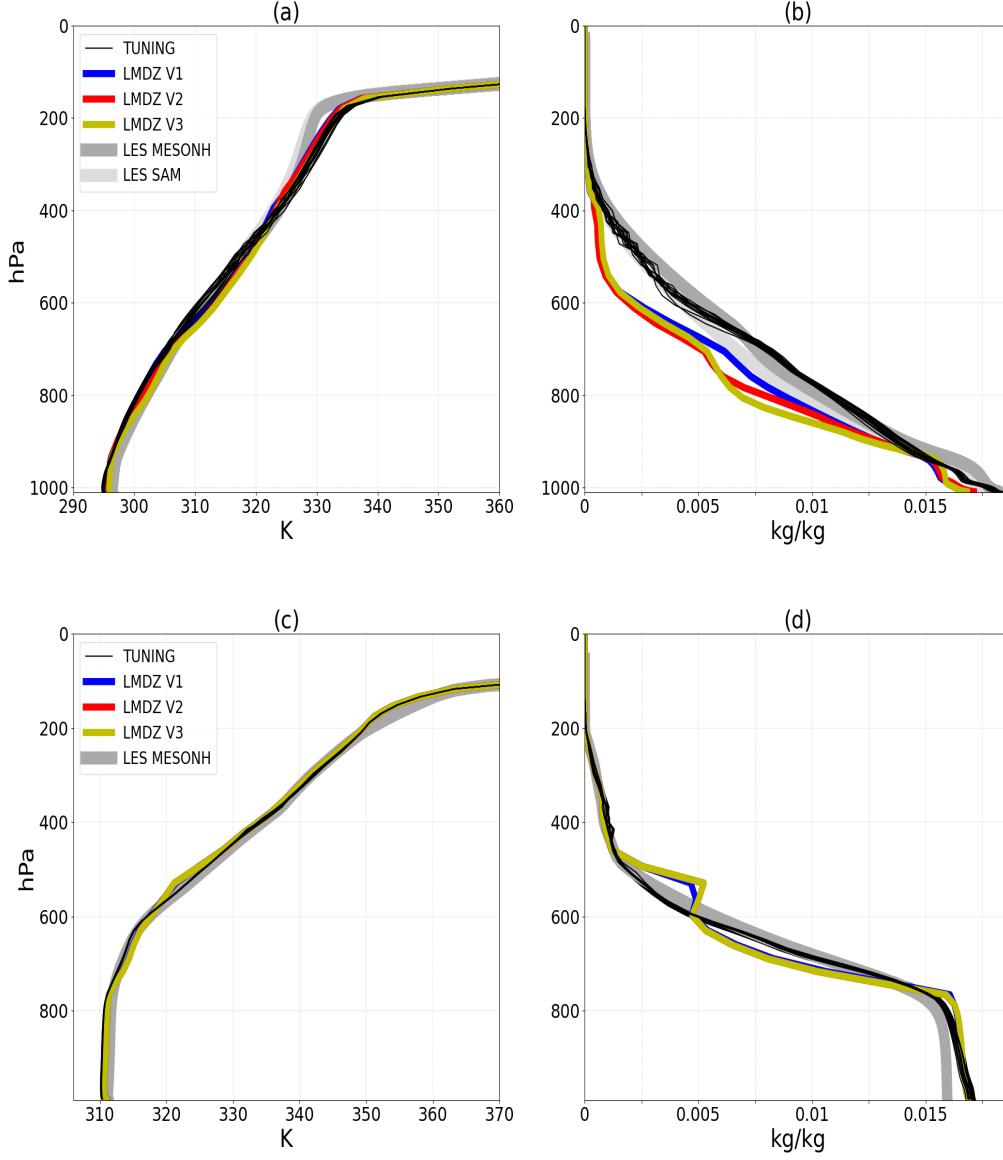 (a)
0
200
400
600
800
1000
hPa
TUNING
LMDZ V1
LMDZ V2
LMDZ V3
LES MESONH
LES SAM
290 300 310 320 330 340 350 360
K
(b)
0
200
400
600
800
1000
0 0.005 0.01 0.015
kg/kg
(c)
0
200
400
600
800
hPa
TUNING
LMDZ V1
LMDZ V2
LMDZ V3
LES MESONH
310 320 330 340 350 360 370
K
(d)
0
200
400
600
800
0 0.005 0.01 0.015
kg/kg